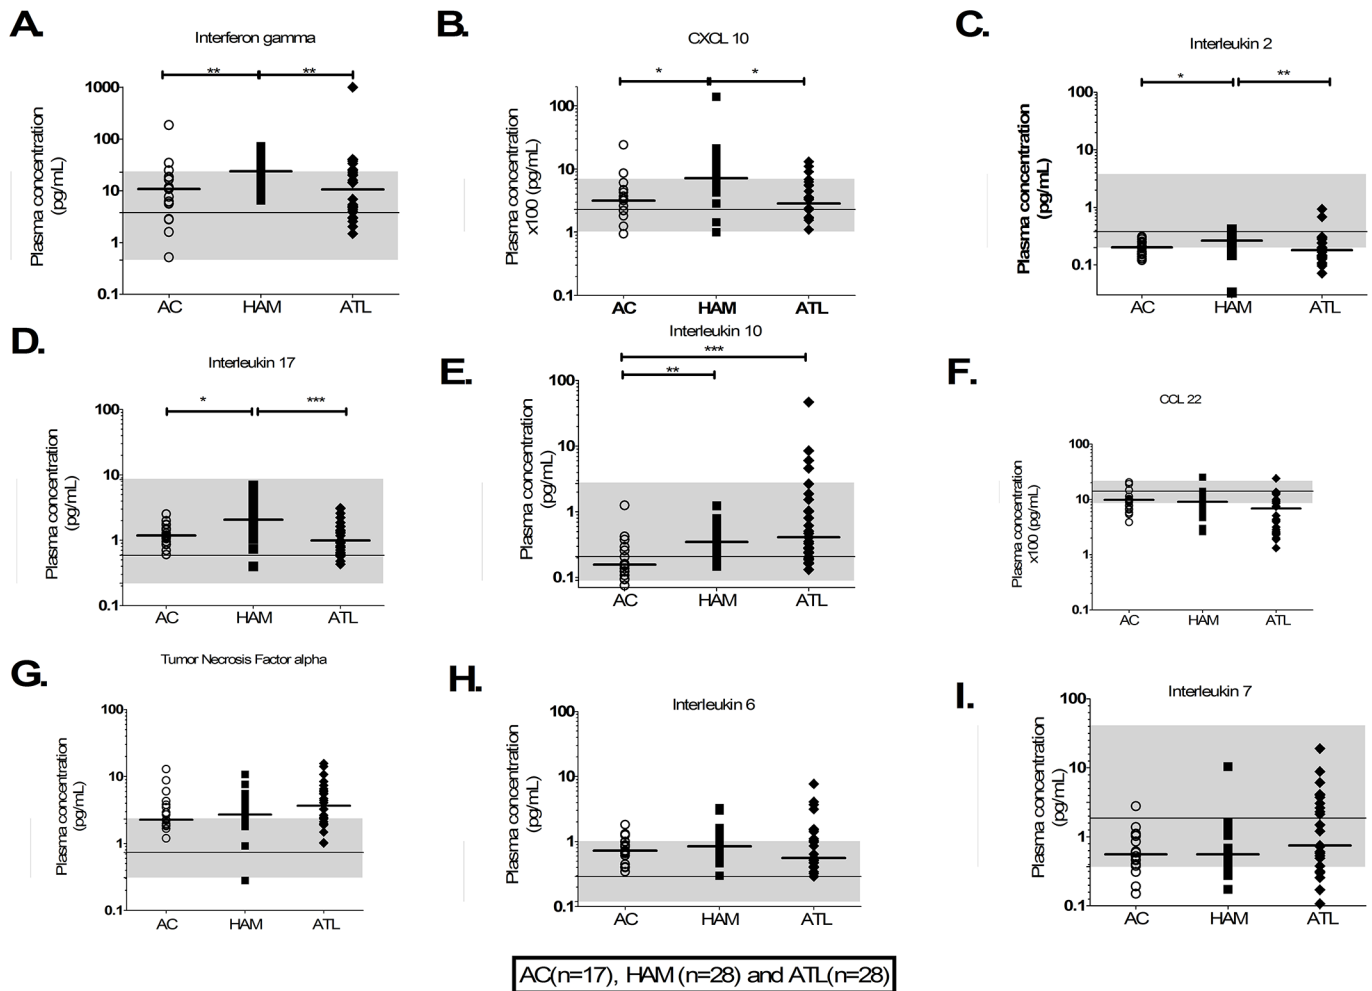 A.
Interferon gamma
** **
Plasma concentration
(pg/mL)
1000
100
10
1
0.1
AC HAM ATL
B.
CXCL 10
* *
Plasma concentration
x100 (pg/mL)
100
10
1
0.1
AC HAM ATL
C.
Interleukin 2
* **
Plasma concentration
(pg/mL)
100
10
1
0.1
AC HAM ATL
D.
Interleukin 17
* ***
Plasma concentration
(pg/mL)
100
10
1
0.1
AC HAM ATL
E.
Interleukin 10
***
**
Plasma concentration
(pg/mL)
100
10
1
0.1
AC HAM ATL
F.
CCL 22
Plasma concentration
x100 (pg/mL)
100
10
1
0.1
AC HAM ATL
G.
Tumor Necrosis Factor alpha
Plasma concentration
(pg/mL)
100
10
1
0.1
AC HAM ATL
H.
Interleukin 6
Plasma concentration
(pg/mL)
100
10
1
0.1
AC HAM ATL
I.
Interleukin 7
Plasma concentration
(pg/mL)
100
10
1
0.1
AC HAM ATL
AC(n=17), HAM (n=28) and ATL(n=28)